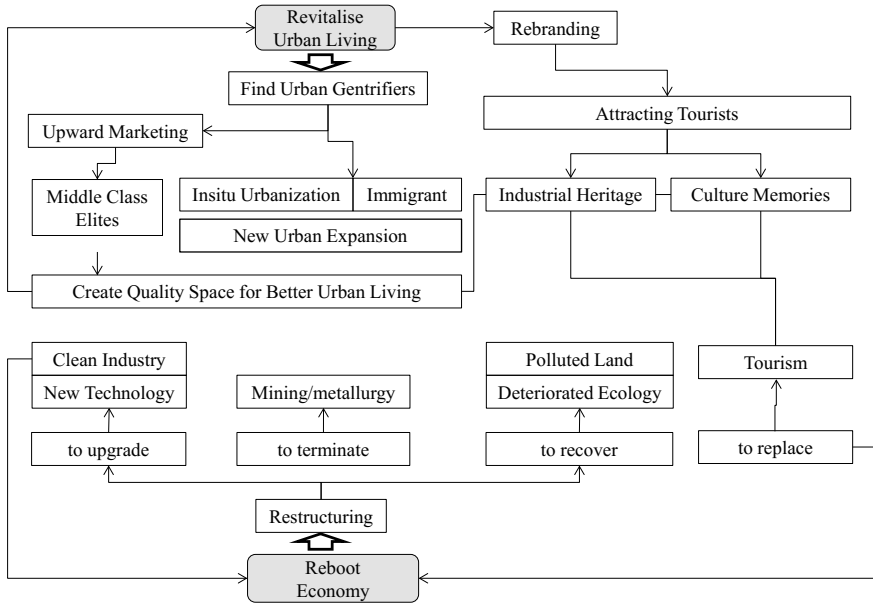 Revitalise
Urban Living
Rebranding
Find Urban Gentrifiers
Attracting Tourists
Upward Marketing
Middle Class
Elites
Insitu Urbanization
Immigrant
Industrial Heritage
Culture Memories
New Urban Expansion
Create Quality Space for Better Urban Living
Clean Industry
New Technology
Mining/metallurgy
Polluted Land
Deteriorated Ecology
Tourism
to upgrade
to terminate
to recover
to replace
Restructuring
Reboot
Economy